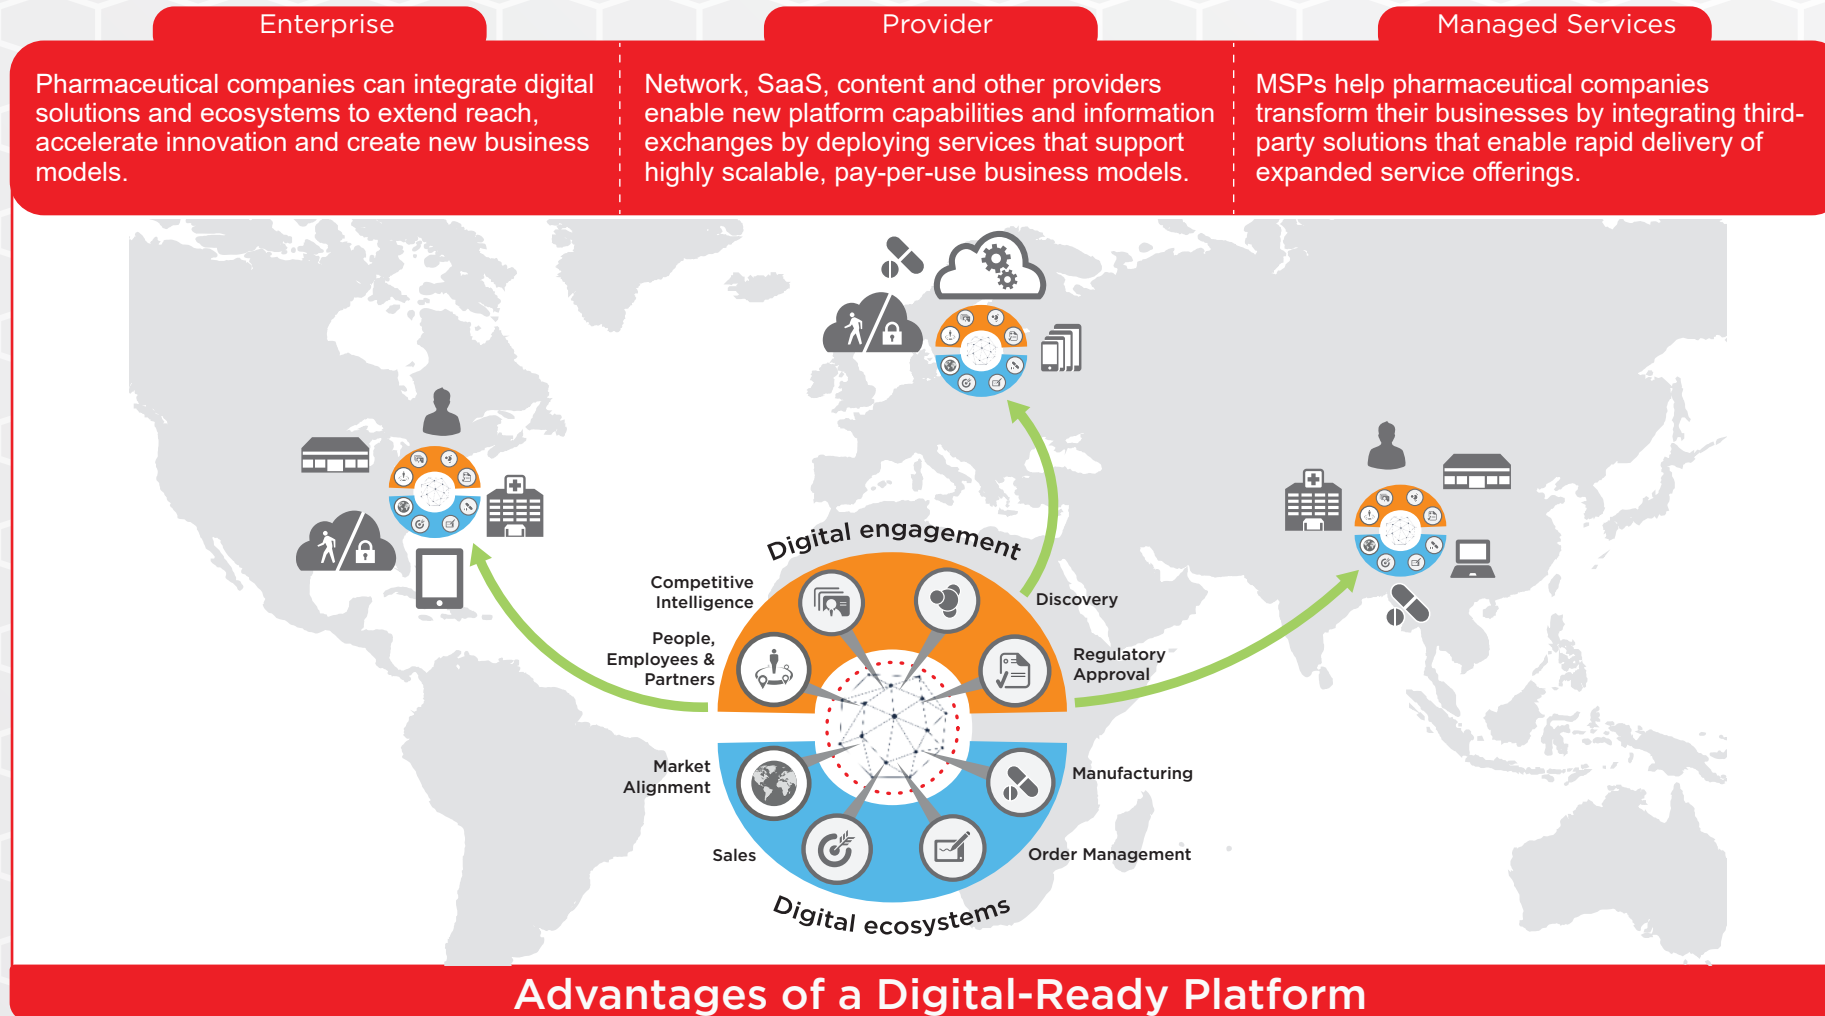 Enterprise
Pharmaceutical companies can integrate digital
solutions and ecosystems to extend reach,
accelerate innovation and create new business
models.
Provider
Network, SaaS, content and other providers
enable new platform capabilities and information
exchanges by deploying services that support
highly scalable, pay-per-use business models.
Managed Services
MSPs help pharmaceutical companies
transform their businesses by integrating third-
party solutions that enable rapid delivery of
expanded service offerings.
Digital engagement
Competitive
Intelligence
Discovery
People,
Employees &
Partners
Regulatory
Approval
Market
Alignment
Manufacturing
Sales
Order Management
Digital ecosystems
Advantages of a Digital-Ready Platform